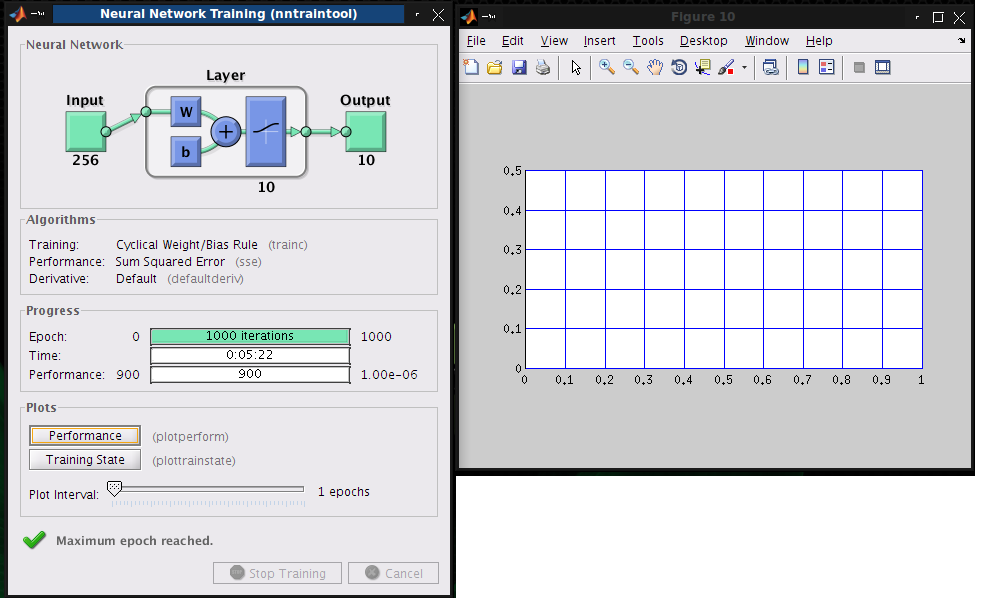 Neural Network Training (nntraintool)
Neural Network
Layer
Input
Output
W
b
+
256
10
10
Algorithms
Training: Cyclical Weight/Bias Rule (trainc)
Performance: Sum Squared Error (sse)
Derivative: Default (defaultderiv)
Progress
Epoch: 0 1000 iterations 1000
Time: 0:05:22
Performance: 900 900 1.00e-06
Plots
Performance (plotperform)
Training State (plottrainstate)
Plot Interval: 1 epochs
Maximum epoch reached.
Stop Training Cancel
Figure 10
File Edit View Insert Tools Desktop Window Help
0.5
0.4
0.3
0.2
0.1
0
0 0.1 0.2 0.3 0.4 0.5 0.6 0.7 0.8 0.9 1